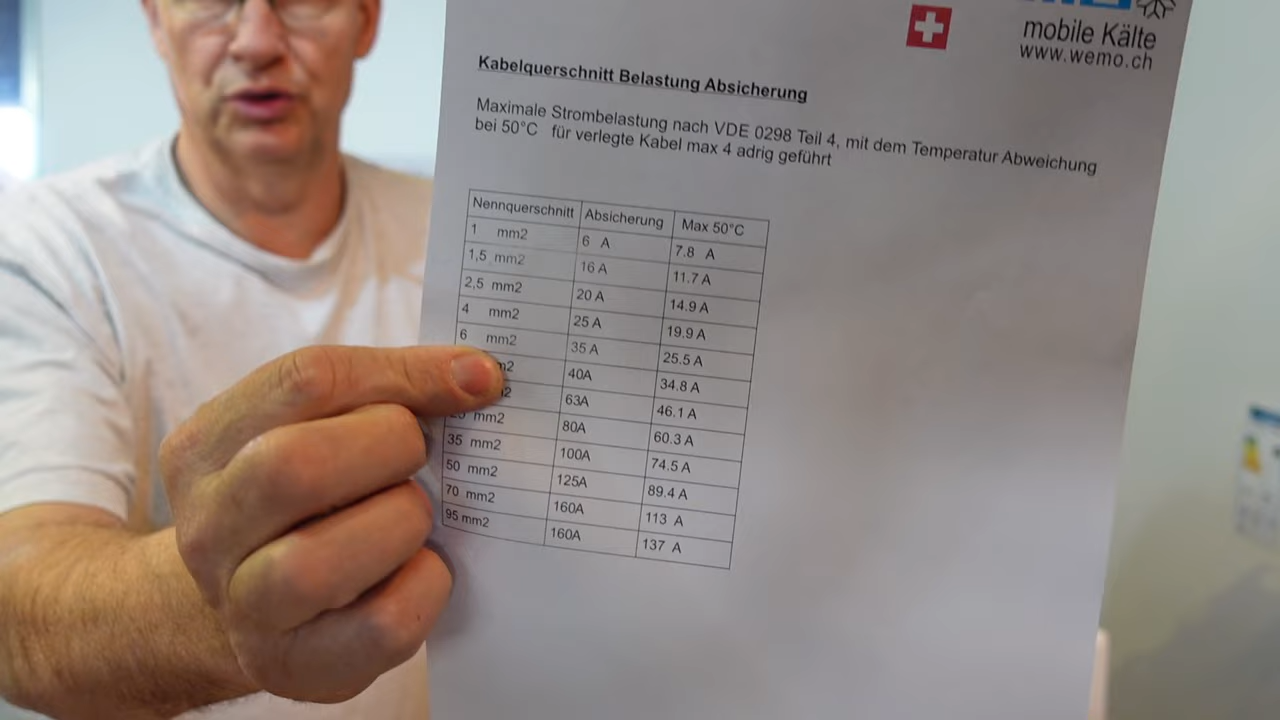 mobile Kälte
www.wemo.ch
Kabelquerschnitt Belastung Absicherung
Maximale Strombelastung nach VDE 0298 Teil 4, mit dem Temperatur Abweichung
bei 50°C für verlegte Kabel max 4 adrig geführt
Nennquerschnitt Absicherung Max 50°C
1 mm2 6 A 7.8 A
1,5 mm2 16 A 11.7 A
2,5 mm2 20 A 14.9 A
4 mm2 25 A 19.9 A
6 mm2 35 A 25.5 A
40A 34.8 A
63A 46.1 A
mm2 80A 60.3 A
35 mm2 100A 74.5 A
50 mm2 125A 89.4 A
70 mm2 160A 113 A
95 mm2 160A 137 A